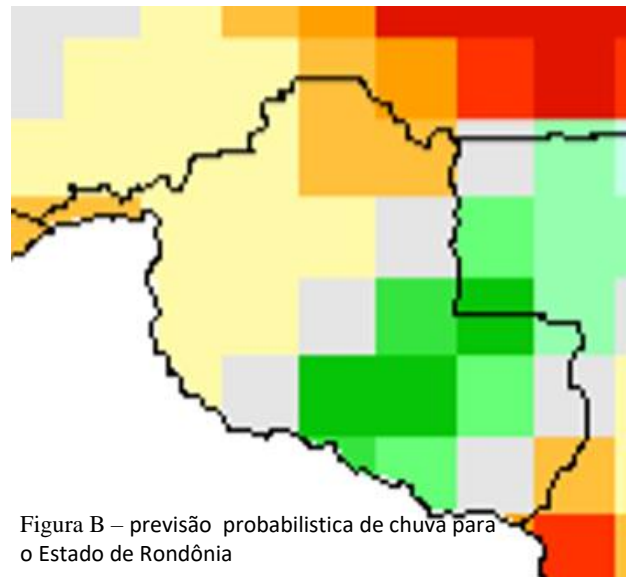 Figura B – previsão probabilistica de chuva para
o Estado de Rondônia